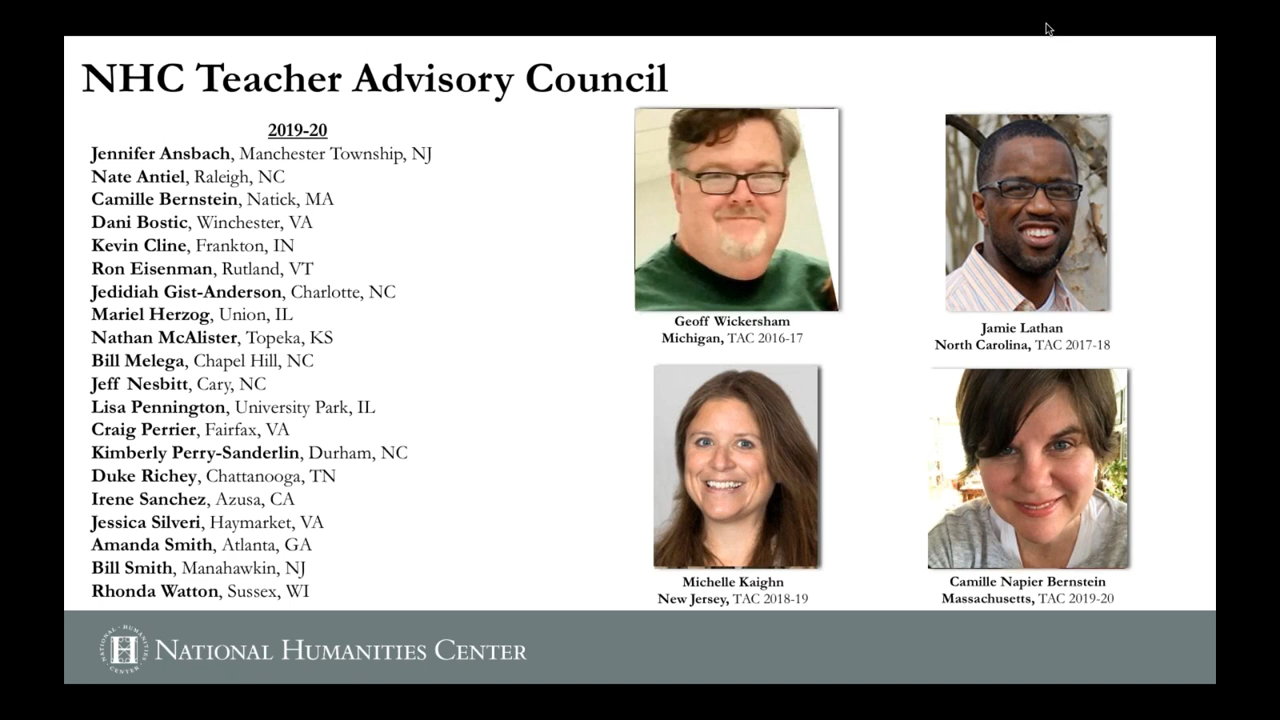 NHC Teacher Advisory Council
2019-20
Jennifer Ansbach, Manchester Township, NJ
Nate Antiel, Raleigh, NC
Camille Bernstein, Natick, MA
Dani Bostic, Winchester, VA
Kevin Cline, Frankton, IN
Ron Eisenman, Rutland, VT
Jedidiah Gist-Anderson, Charlotte, NC
Mariel Herzog, Union, IL
Nathan McAlister, Topeka, KS
Bill Melega, Chapel Hill, NC
Jeff Nesbitt, Cary, NC
Lisa Pennington, University Park, IL
Craig Perrier, Fairfax, VA
Kimberly Perry-Sanderlin, Durham, NC
Duke Richey, Chattanooga, TN
Irene Sanchez, Azusa, CA
Jessica Silveri, Haymarket, VA
Amanda Smith, Atlanta, GA
Bill Smith, Manahawkin, NJ
Rhonda Watton, Sussex, WI
Geoff Wickersham
Michigan, TAC 2016-17
Jamie Lathan
North Carolina, TAC 2017-18
Michelle Kaighn
New Jersey, TAC 2018-19
Camille Napier Bernstein
Massachusetts, TAC 2019-20
NATIONAL HUMANITIES CENTER
H
NATIONAL HUMANITIES CENTER